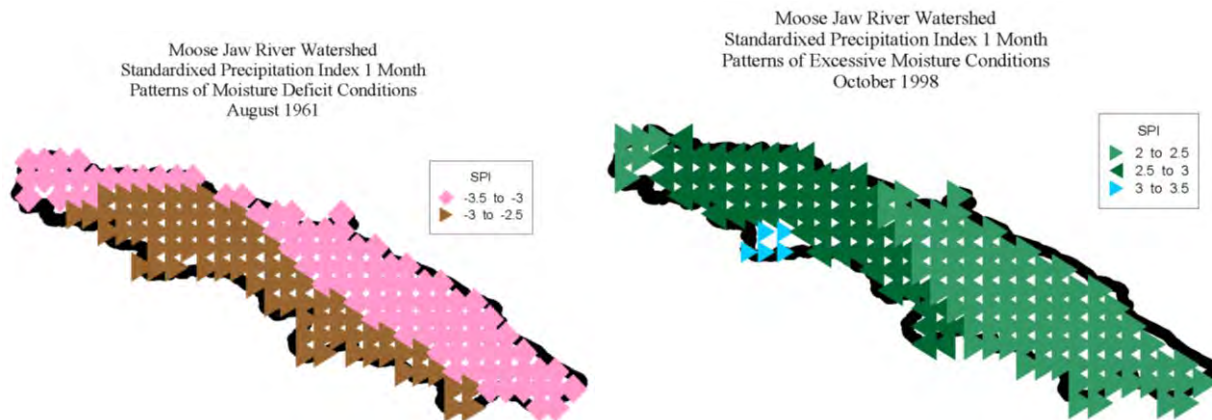 Moose Jaw River Watershed
Standardixed Precipitation Index 1 Month
Patterns of Moisture Deficit Conditions
August 1961
SPI
-3.5 to -3
-3 to -2.5
Moose Jaw River Watershed
Standardixed Precipitation Index 1 Month
Patterns of Excessive Moisture Conditions
October 1998
SPI
2 to 2.5
2.5 to 3
3 to 3.5